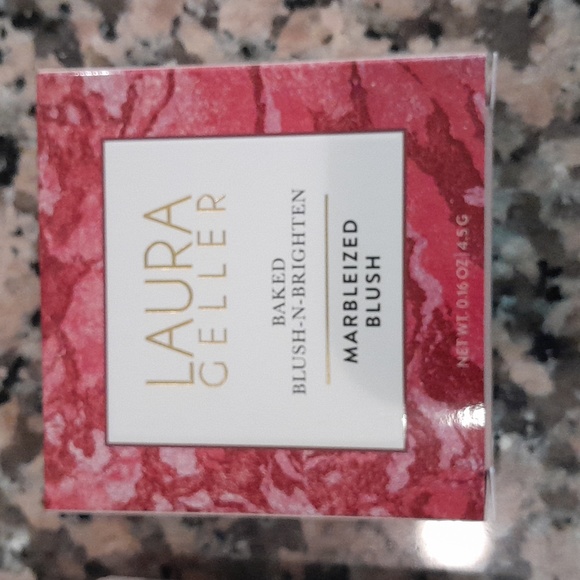 LAURA
GELLER
BAKED
BLUSH-N-BRIGHTEN
MARBLEIZED
BLUSH
NET WT. 0.16 OZ | 4.5 G